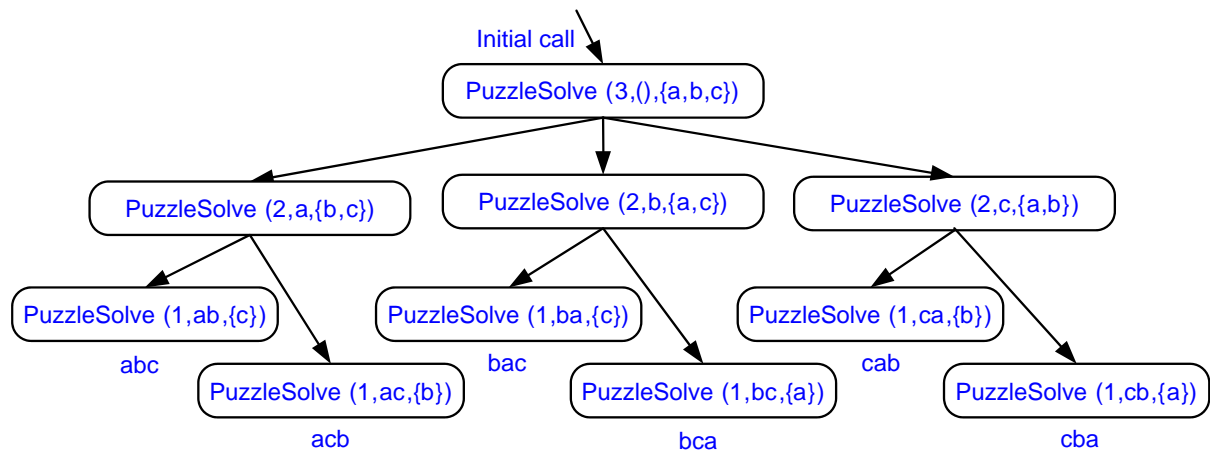 Initial call
PuzzleSolve (3,(),{a,b,c})
PuzzleSolve (2,a,{b,c})
PuzzleSolve (2,b,{a,c})
PuzzleSolve (2,c,{a,b})
PuzzleSolve (1,ab,{c})
PuzzleSolve (1,ba,{c})
PuzzleSolve (1,ca,{b})
abc
bac
cab
PuzzleSolve (1,ac,{b})
PuzzleSolve (1,bc,{a})
PuzzleSolve (1,cb,{a})
acb
bca
cba